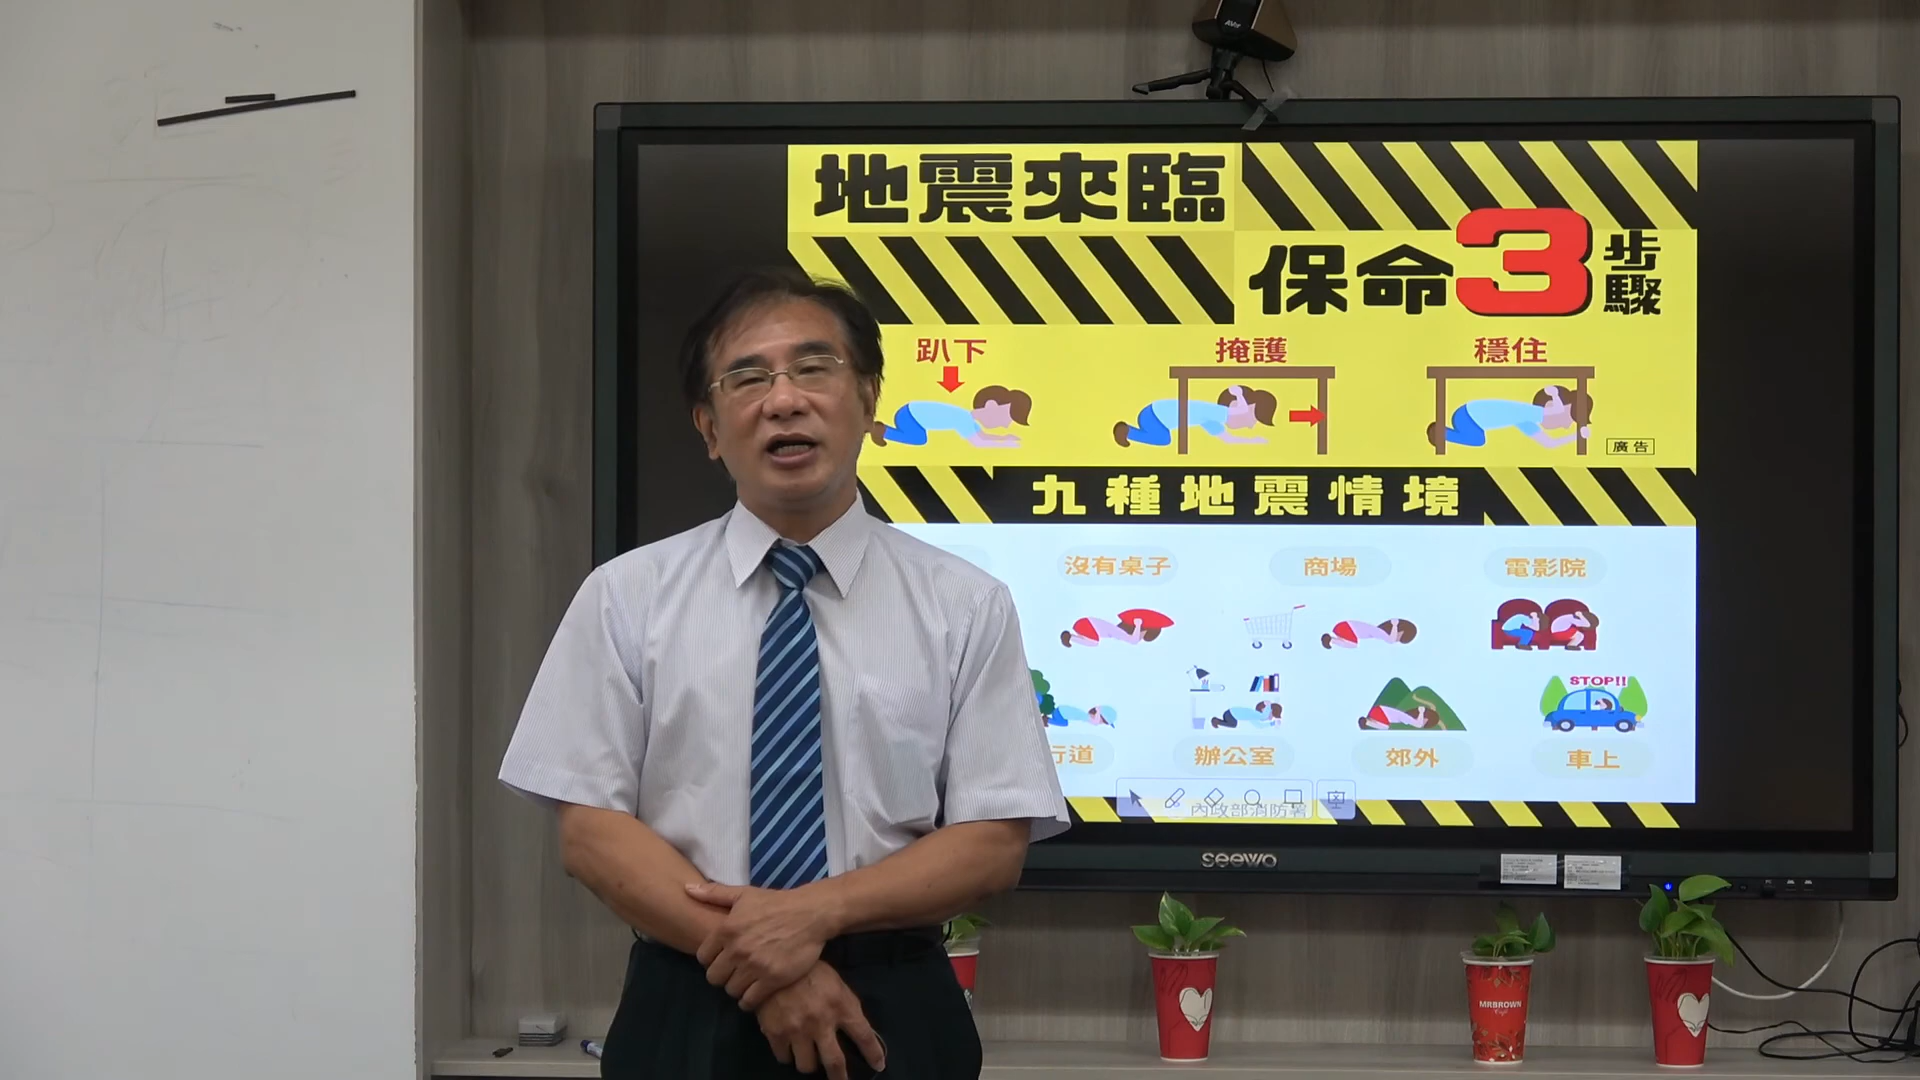 AVer
地震來臨
保命3步驟
趴下
掩護
穩住
廣告
九種地震情境
沒有桌子
商場
電影院
STOP!!
行道
辦公室
郊外
車上
內政部消防署
seewo
MRBROWN
Café